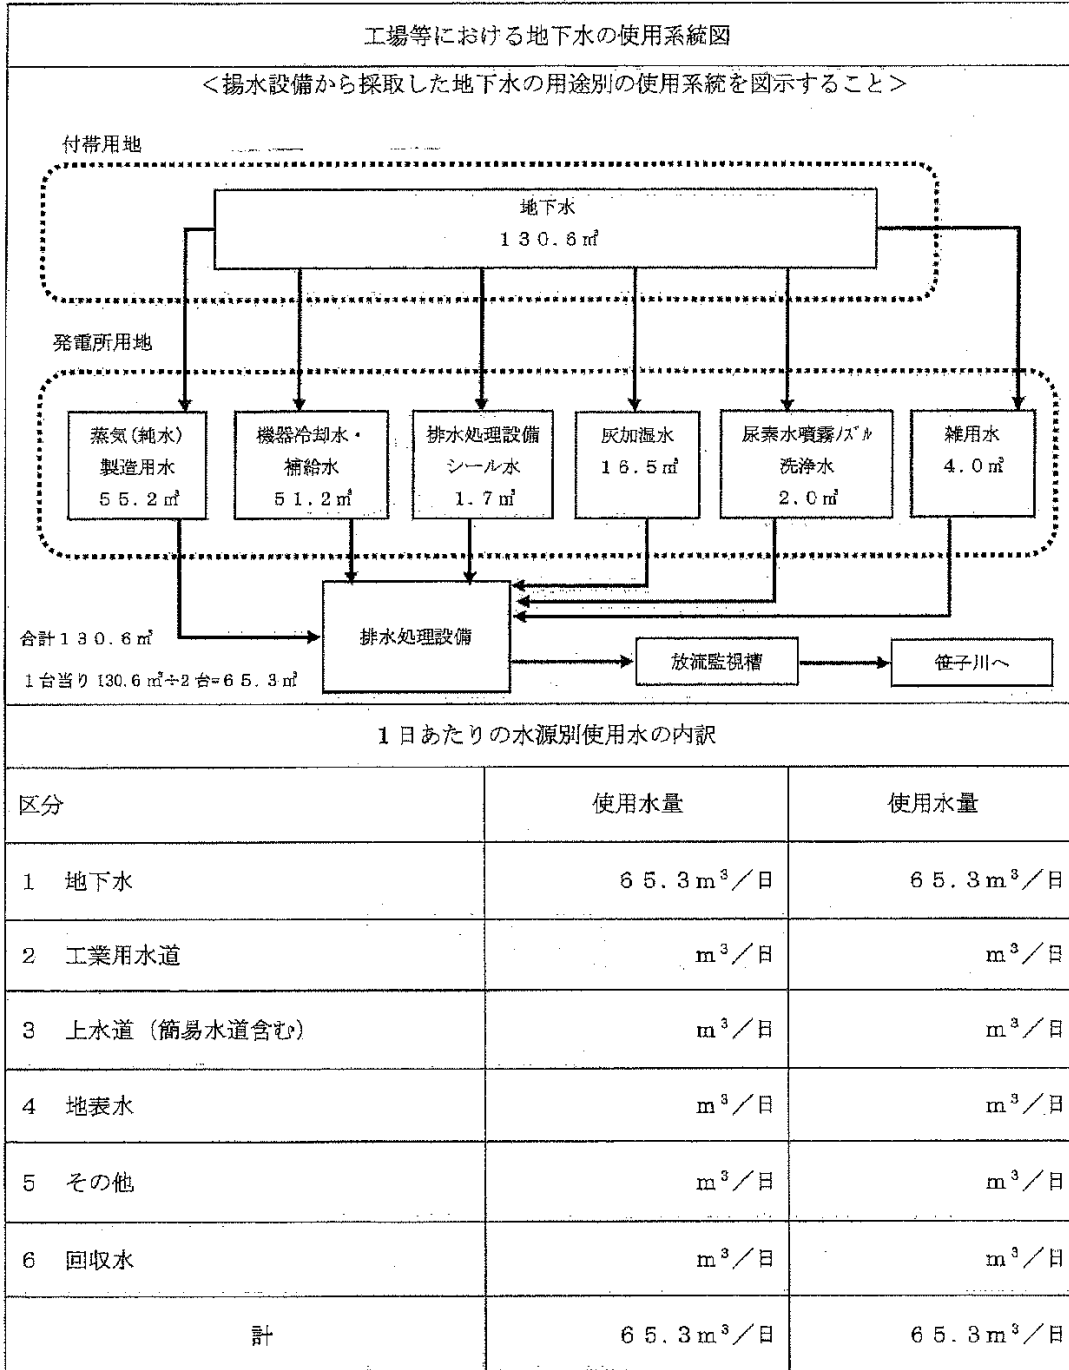 工場等における地下水の使用系統図
＜揚水設備から採取した地下水の用途別の使用系統を図示すること＞
付帯用地
地下水
１３０．６㎥
発電所用地
蒸気(純水)
製造用水
５５．２㎥
機器冷却水・
補給水
５１．２㎥
排水処理設備
シール水
１．７㎥
灰加湿水
１６．５㎥
尿素水噴霧ﾉｽﾞﾙ
洗浄水
２．０㎥
雑用水
４．０㎥
排水処理設備
合計１３０．６㎥
１台当り 130.6 ㎥÷2 台=６５．３㎥
放流監視槽
笹子川へ
１日あたりの水源別使用水の内訳
区分 使用水量 使用水量
1 地下水 ６５．３ｍ³／日 ６５．３ｍ³／日
2 工業用水道 ｍ³／日 ｍ³／日
3 上水道（簡易水道含む） ｍ³／日 ｍ³／日
4 地表水 ｍ³／日 ｍ³／日
5 その他 ｍ³／日 ｍ³／日
6 回収水 ｍ³／日 ｍ³／日
計 ６５．３ｍ³／日 ６５．３ｍ³／日